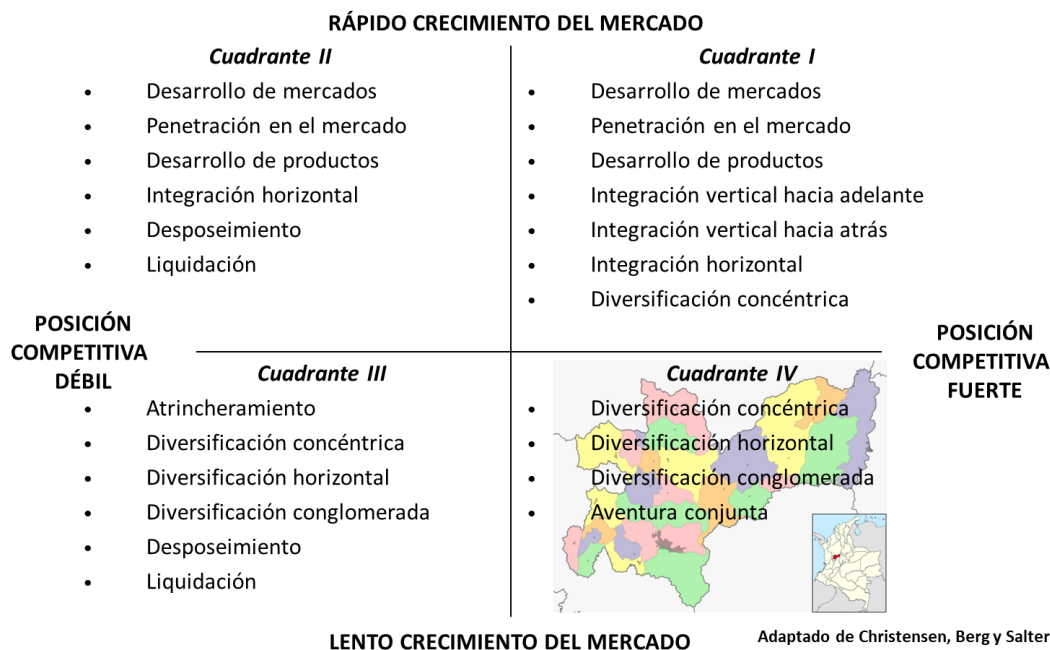 RÁPIDO CRECIMIENTO DEL MERCADO
Cuadrante II
• Desarrollo de mercados
• Penetración en el mercado
• Desarrollo de productos
• Integración horizontal
• Desposeimiento
• Liquidación
Cuadrante I
• Desarrollo de mercados
• Penetración en el mercado
• Desarrollo de productos
• Integración vertical hacia adelante
• Integración vertical hacia atrás
• Integración horizontal
• Diversificación concéntrica
POSICIÓN
COMPETITIVA
DÉBIL
POSICIÓN
COMPETITIVA
FUERTE
Cuadrante III
• Atrincheramiento
• Diversificación concéntrica
• Diversificación horizontal
• Diversificación conglomerada
• Desposeimiento
• Liquidación
Cuadrante IV
• Diversificación concéntrica
• Diversificación horizontal
• Diversificación conglomerada
• Aventura conjunta
LENTO CRECIMIENTO DEL MERCADO
Adaptado de Christensen, Berg y Salter